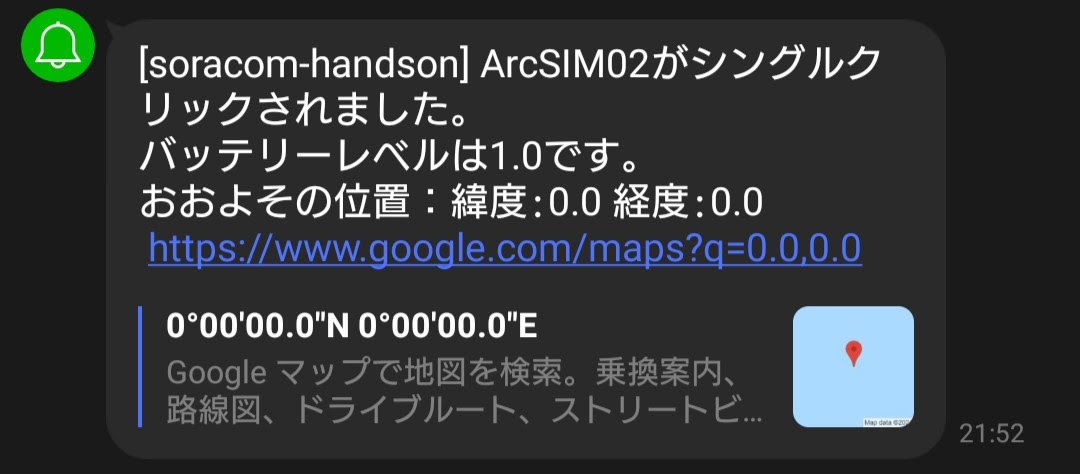 [soracom-handson] ArcSIM02がシングルク
リックされました。
バッテリーレベルは1.0です。
おおよその位置：緯度:0.0 経度:0.0
https://www.google.com/maps?q=0.0,0.0
0°00'00.0"N 0°00'00.0"E
Google マップで地図を検索。乗換案内、
路線図、ドライブルート、ストリートビ...
Map data ©202
21:52